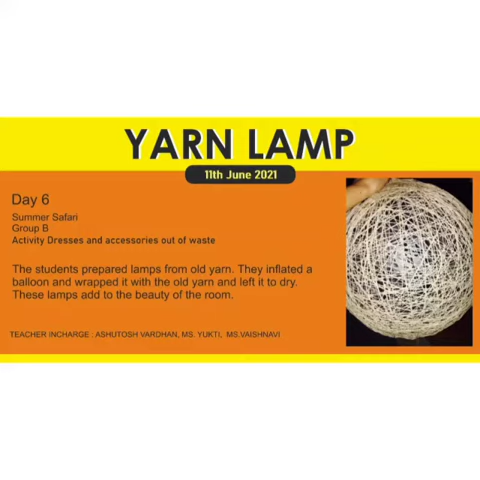 YARN LAMP
11th June 2021
Day 6
Summer Safari
Group B
Activity Dresses and accessories out of waste
The students prepared lamps from old yarn. They inflated a
balloon and wrapped it with the old yarn and left it to dry.
These lamps add to the beauty of the room.
TEACHER INCHARGE : ASHUTOSH VARDHAN, MS. YUKTI, MS.VAISHNAVI